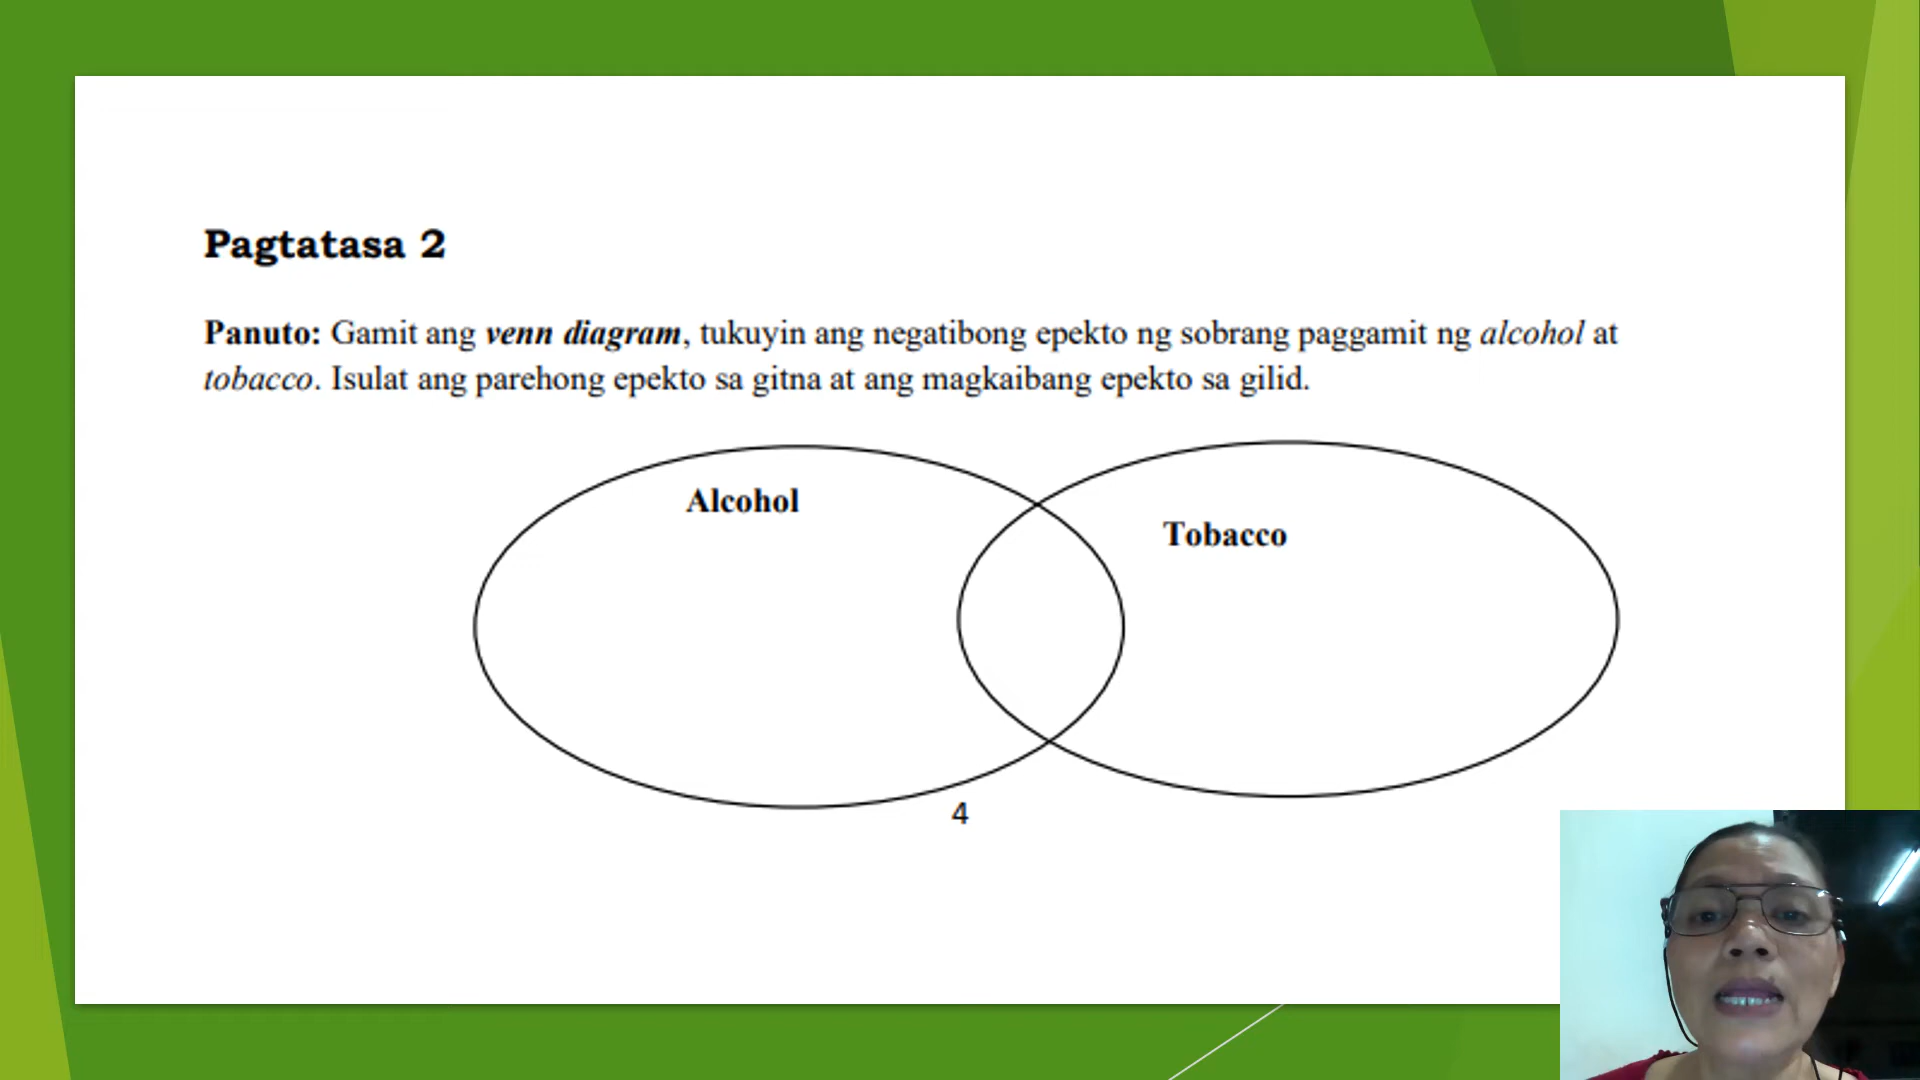 Pagtatasa 2
Panuto: Gamit ang venn diagram, tukuyin ang negatibong epekto ng sobrang paggamit ng alcohol at
tobacco. Isulat ang parehong epekto sa gitna at ang magkaibang epekto sa gilid.
Alcohol
Tobacco
4